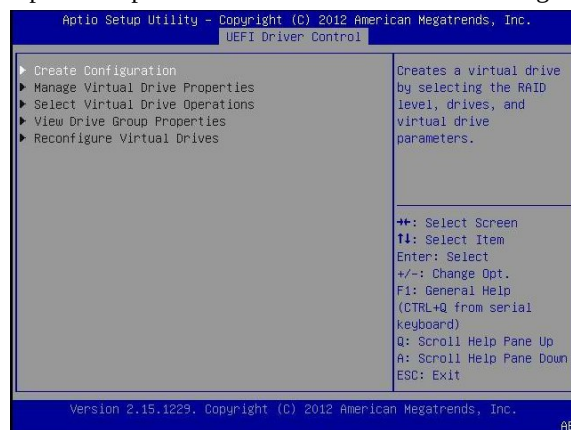 Aptio Setup Utility – Copyright (C) 2012 American Megatrends, Inc.
UEFI Driver Control
▶ Create Configuration
▶ Manage Virtual Drive Properties
▶ Select Virtual Drive Operations
▶ View Drive Group Properties
▶ Reconfigure Virtual Drives
Creates a virtual drive
by selecting the RAID
level, drives, and
virtual drive
parameters.
→←: Select Screen
↑↓: Select Item
Enter: Select
+/-: Change Opt.
F1: General Help
(CTRL+Q from serial
keyboard)
Q: Scroll Help Pane Up
A: Scroll Help Pane Down
ESC: Exit
Version 2.15.1229. Copyright (C) 2012 American Megatrends, Inc.